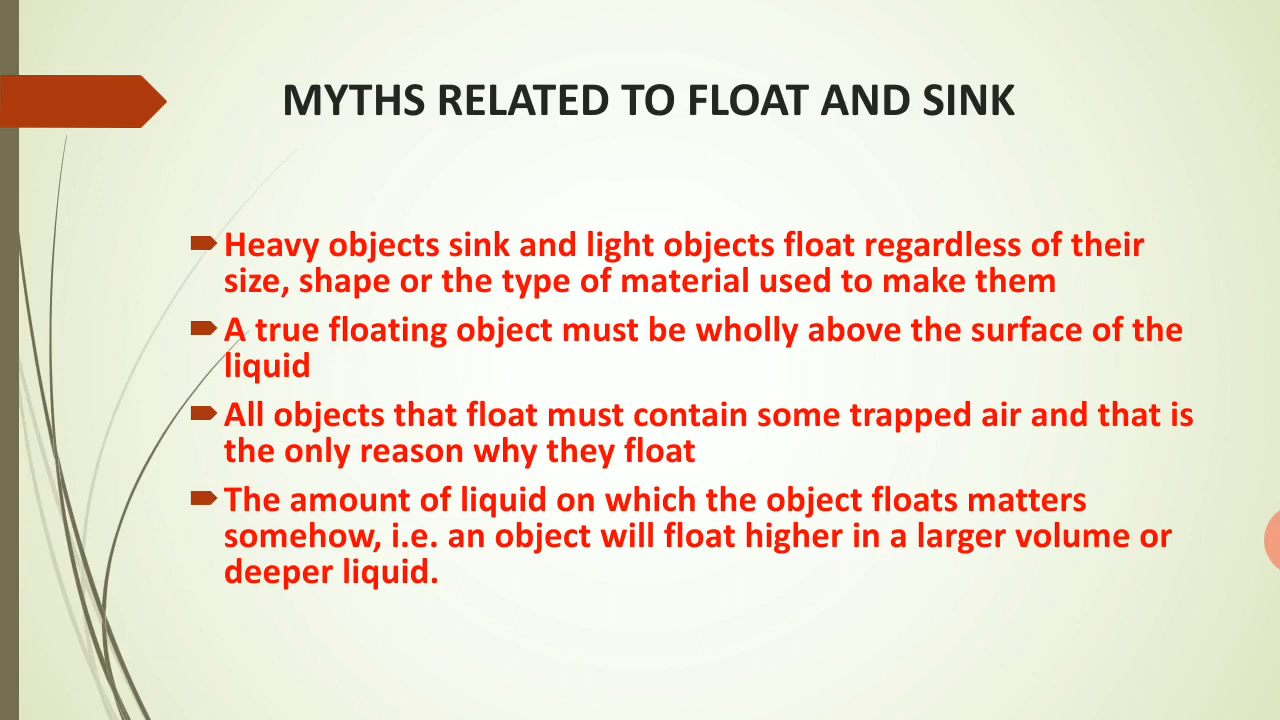 MYTHS RELATED TO FLOAT AND SINK
Heavy objects sink and light objects float regardless of their
size, shape or the type of material used to make them
A true floating object must be wholly above the surface of the
liquid
All objects that float must contain some trapped air and that is
the only reason why they float
The amount of liquid on which the object floats matters
somehow, i.e. an object will float higher in a larger volume or
deeper liquid.